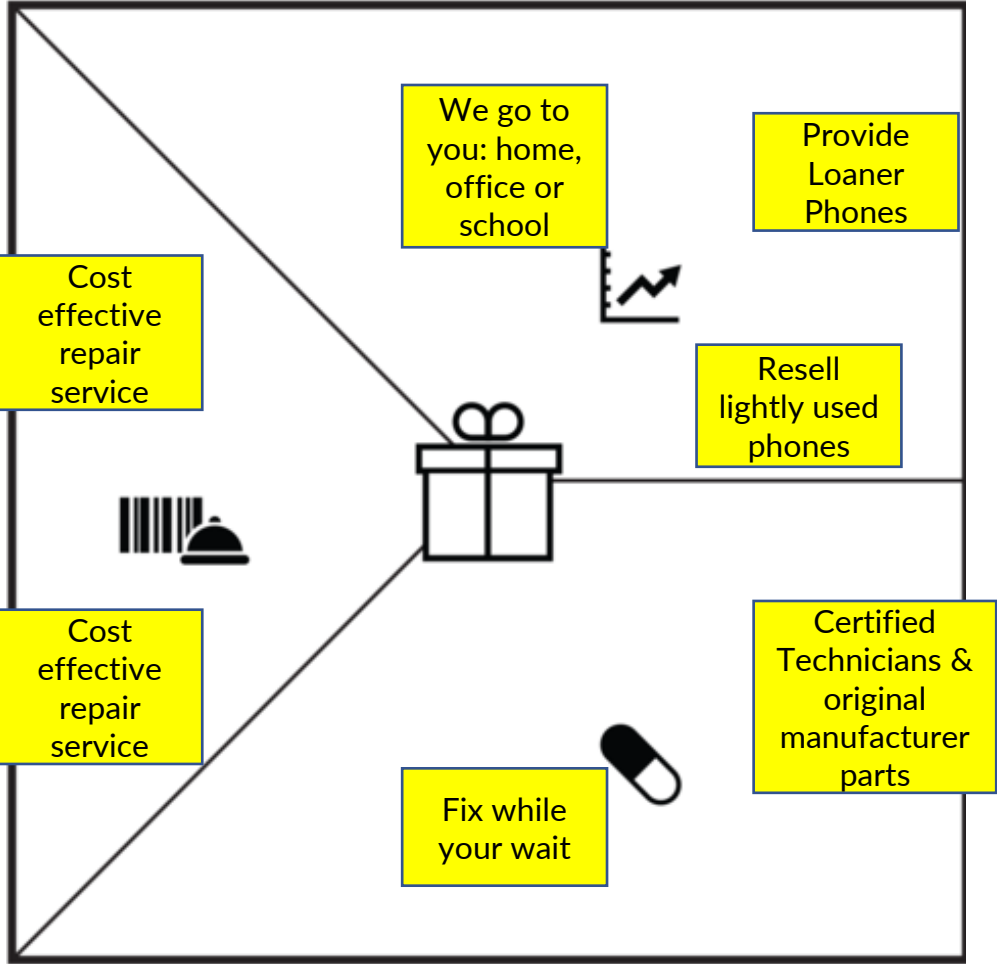 We go to
you: home,
office or
school
Provide
Loaner
Phones
Cost
effective
repair
service
Resell
lightly used
phones
Cost
effective
repair
service
Certified
Technicians &
original
manufacturer
parts
Fix while
your wait